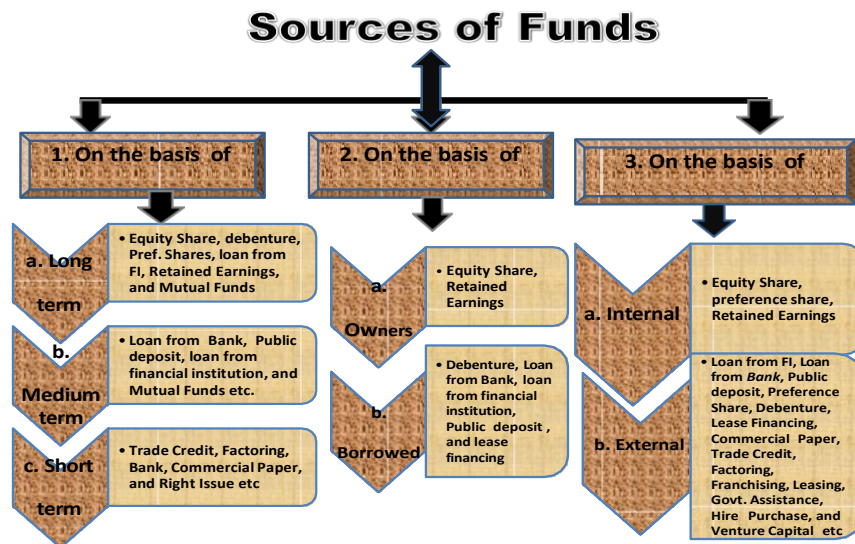 Sources of Funds
1. On the basis of
a. Long
term
• Equity Share, debenture,
Pref. Shares, loan from
FI, Retained Earnings,
and Mutual Funds
b.
Medium
term
• Loan from Bank, Public
deposit, loan from
financial institution, and
Mutual Funds etc.
c. Short
term
• Trade Credit, Factoring,
Bank, Commercial Paper,
and Right Issue etc
2. On the basis of
a.
Owners
• Equity Share,
Retained
Earnings
b.
Borrowed
• Debenture, Loan
from Bank, loan
from financial
institution,
Public deposit ,
and lease
financing
3. On the basis of
a. Internal
• Equity Share,
preference share,
Retained Earnings
b. External
• Loan from FI, Loan
from Bank, Public
deposit, Preference
Share, Debenture,
Lease Financing,
Commercial Paper,
Trade Credit,
Factoring,
Franchising, Leasing,
Govt. Assistance,
Hire Purchase, and
Venture Capital etc